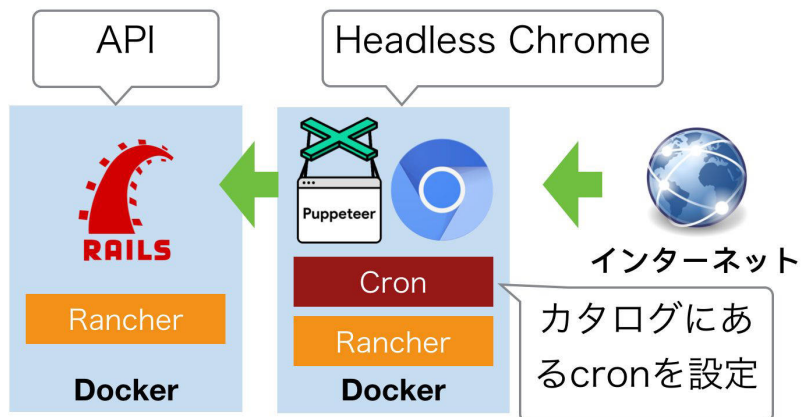 API
Headless Chrome
RAILS
Rancher
Docker
Puppeteer
Cron
Rancher
Docker
インターネット
カタログにあ
るcronを設定